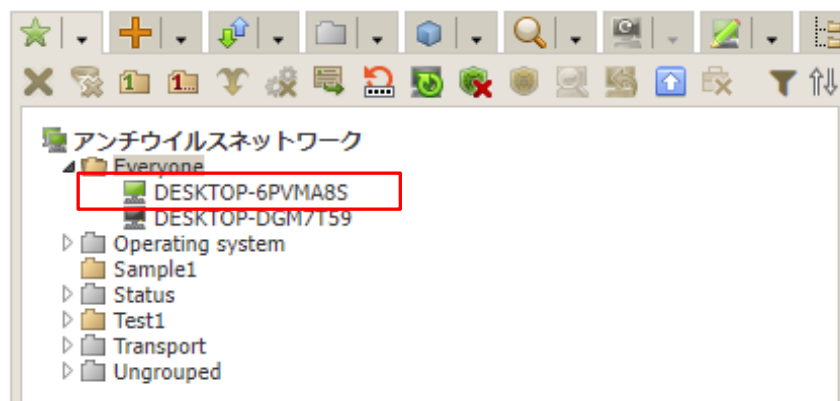 アンチウイルスネットワーク
Everyone
DESKTOP-6PVMA8S
DESKTOP-DGM7T59
Operating system
Sample1
Status
Test1
Transport
Ungrouped